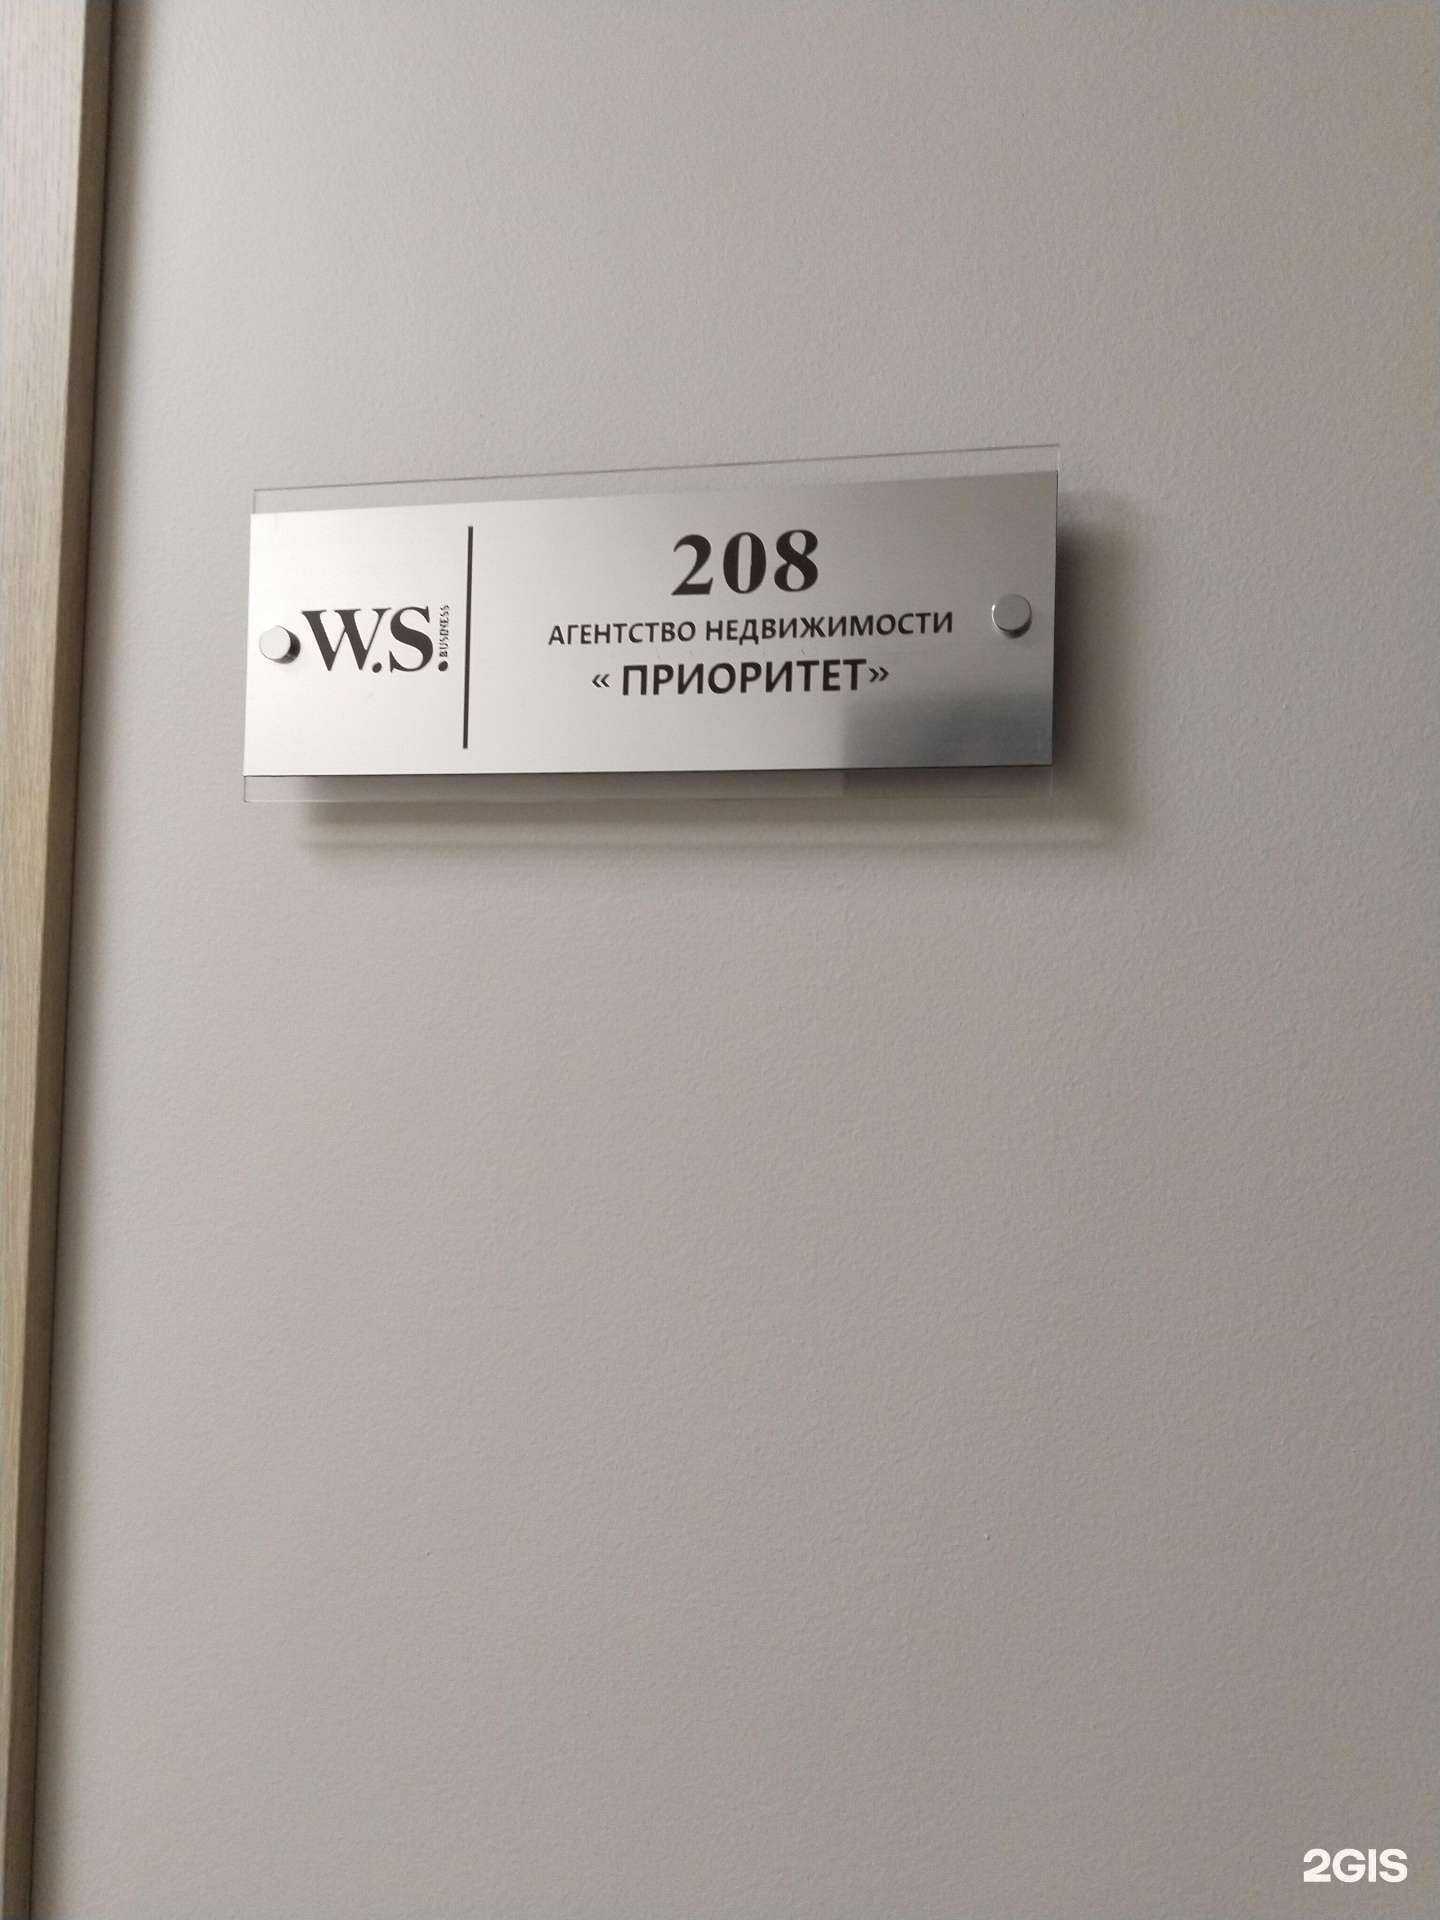 W.S. BUSINESS
208
АГЕНТСТВО НЕДВИЖИМОСТИ
« ПРИОРИТЕТ»
2GIS